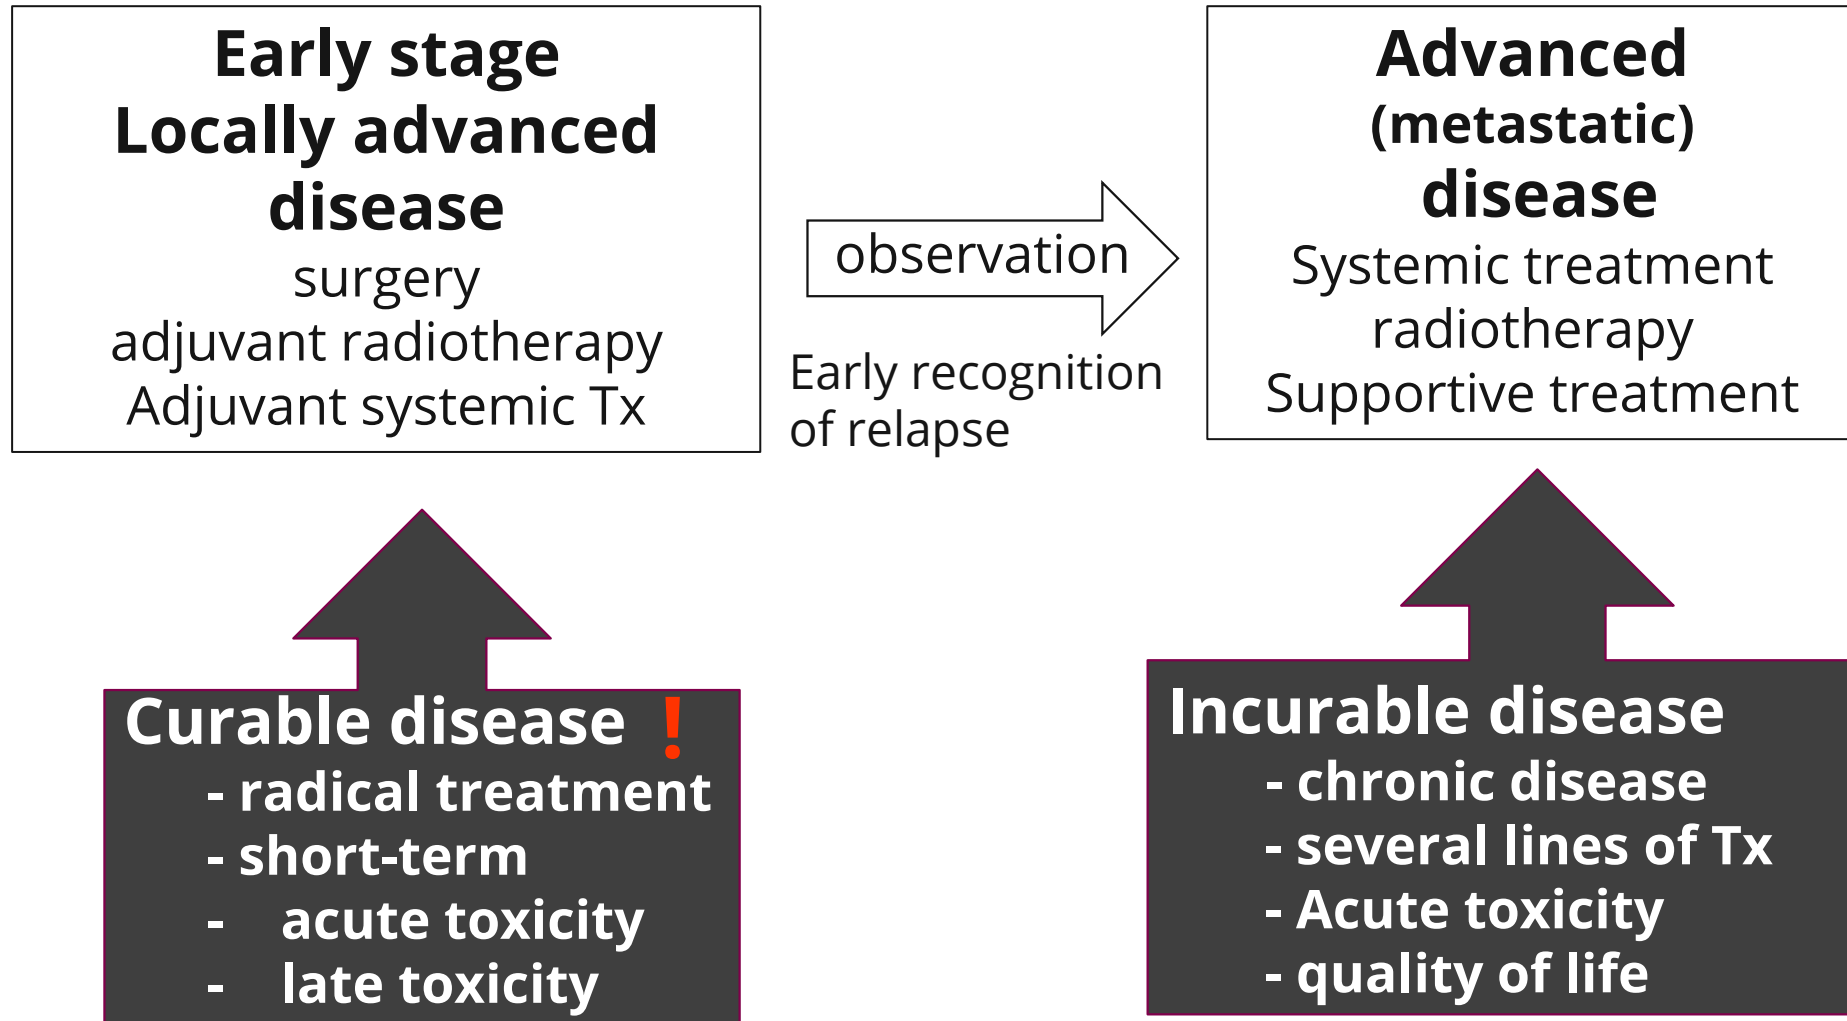 Early stage
Locally advanced
disease
surgery
adjuvant radiotherapy
Adjuvant systemic Tx
observation
Early recognition
of relapse
Advanced
(metastatic)
disease
Systemic treatment
radiotherapy
Supportive treatment
Curable disease !
- radical treatment
- short-term
- acute toxicity
- late toxicity
Incurable disease
- chronic disease
- several lines of Tx
- Acute toxicity
- quality of life